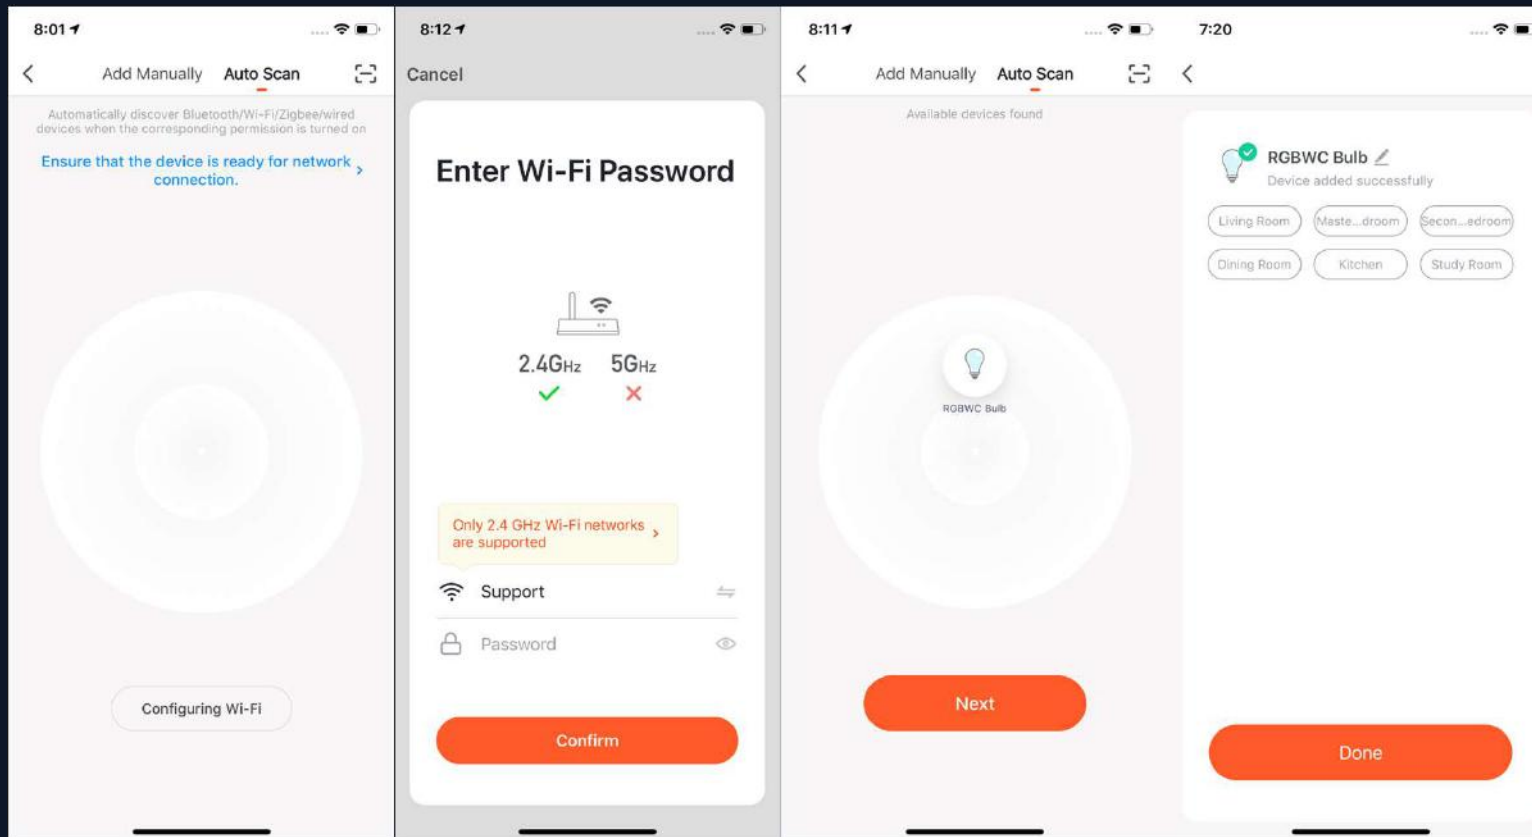 8:01
Add Manually Auto Scan
Automatically discover Bluetooth/Wi-Fi/Zigbee/wired
devices when the corresponding permission is turned on
Ensure that the device is ready for network
connection.
Configuring Wi-Fi
8:12
Cancel
Enter Wi-Fi Password
2.4GHz 5GHz
Only 2.4 GHz Wi-Fi networks
are supported
Support
Password
Confirm
8:11
Add Manually Auto Scan
Available devices found
RGBWC Bulb
Next
7:20
RGBWC Bulb
Device added successfully
Living Room Maste...droom Secon...edroom
Dining Room Kitchen Study Room
Done